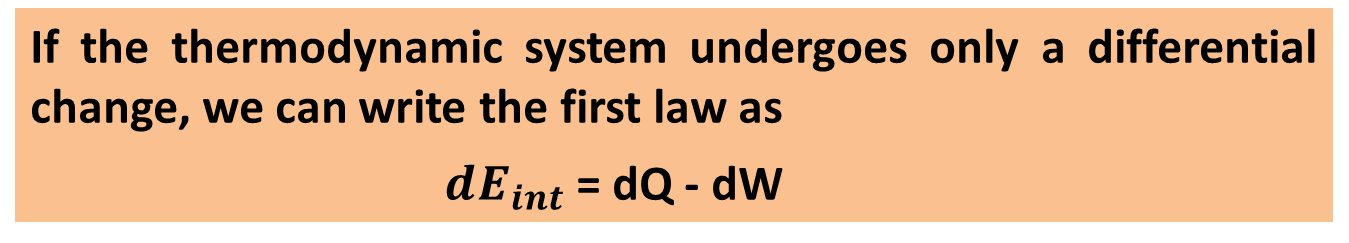 If the thermodynamic system undergoes only a differential
change, we can write the first law as
dE_int = dQ - dW